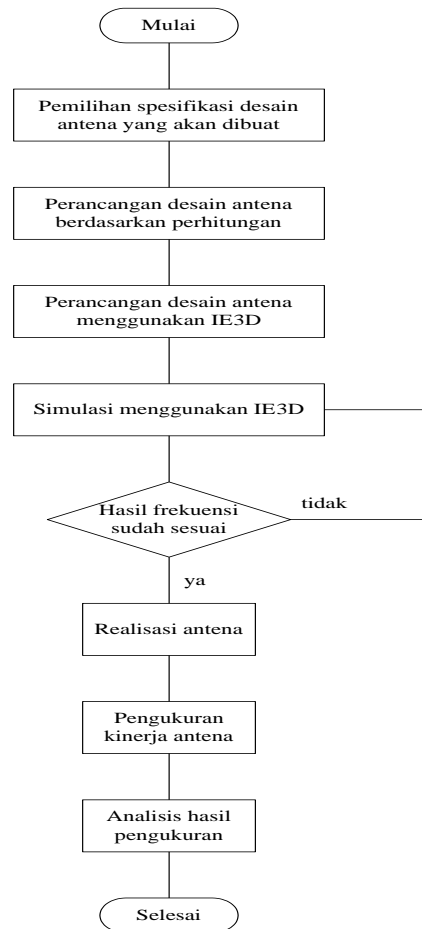 Mulai
Pemilihan spesifikasi desain
antena yang akan dibuat
Perancangan desain antena
berdasarkan perhitungan
Perancangan desain antena
menggunakan IE3D
Simulasi menggunakan IE3D
Hasil frekuensi
sudah sesuai
tidak
ya
Realisasi antena
Pengukuran
kinerja antena
Analisis hasil
pengukuran
Selesai